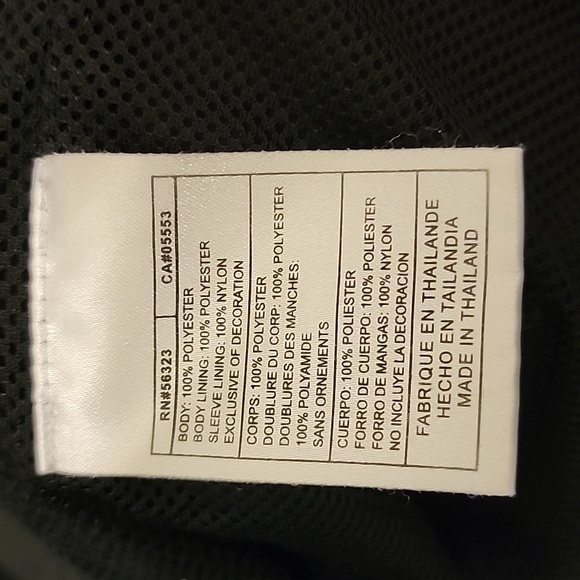 RN#56323 CA#05553
BODY: 100% POLYESTER
BODY LINING: 100% POLYESTER
SLEEVE LINING: 100% NYLON
EXCLUSIVE OF DECORATION
CORPS: 100% POLYESTER
DOUBLURE DU CORP: 100% POLYESTER
DOUBLURES DES MANCHES:
100% POLYAMIDE
SANS ORNEMENTS
CUERPO: 100% POLIESTER
FORRO DE CUERPO: 100% POLIESTER
FORRO DE MANGAS: 100% NYLON
NO INCLUYE LA DECORACION
FABRIQUE EN THAILANDE
HECHO EN TAILANDIA
MADE IN THAILAND